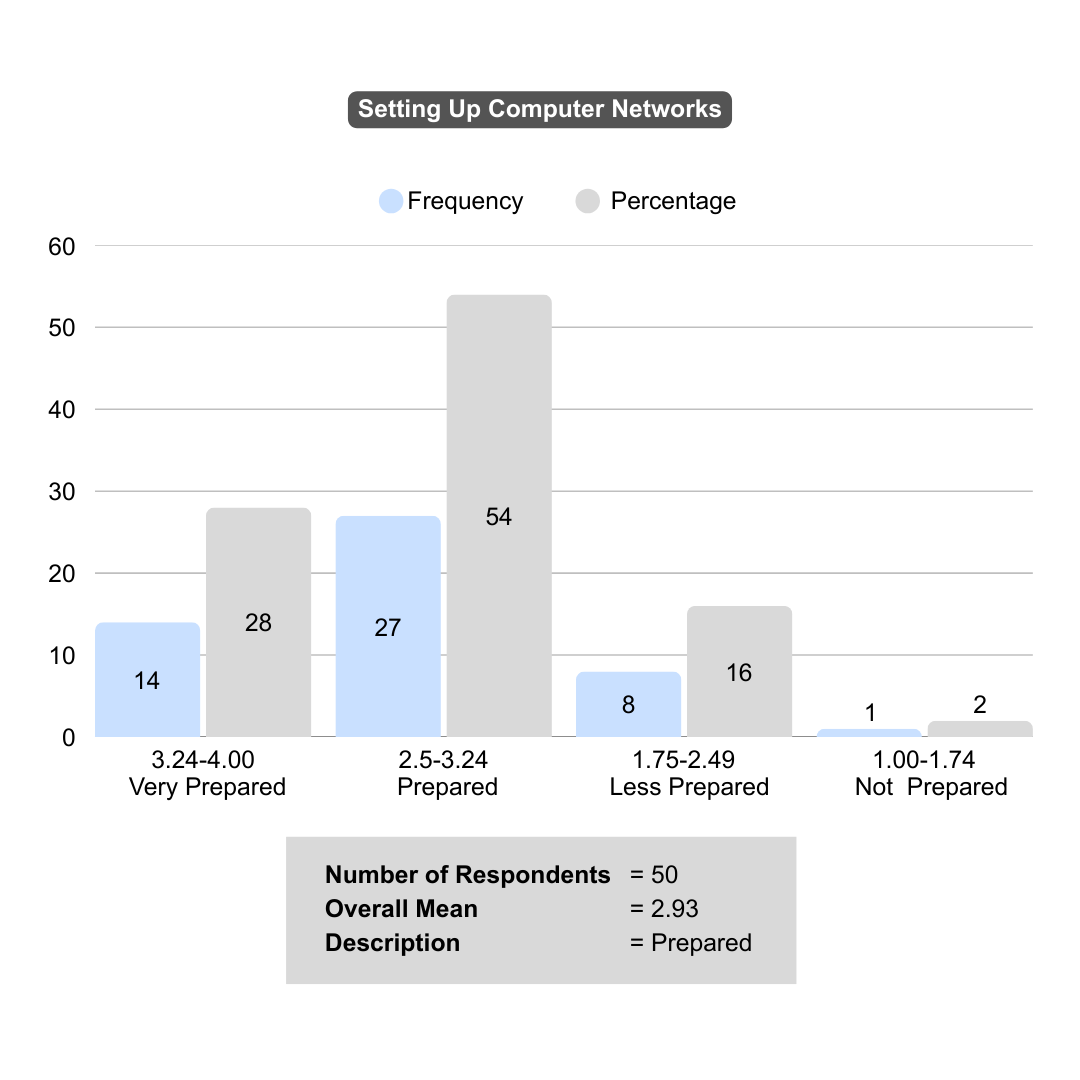 Setting Up Computer Networks
Frequency Percentage
60
50
40
30
20
10
0
14 28 27 54 8 16 1 2
3.24-4.00 2.5-3.24 1.75-2.49 1.00-1.74
Very Prepared Prepared Less Prepared Not  Prepared
Number of Respondents = 50
Overall Mean = 2.93
Description = Prepared